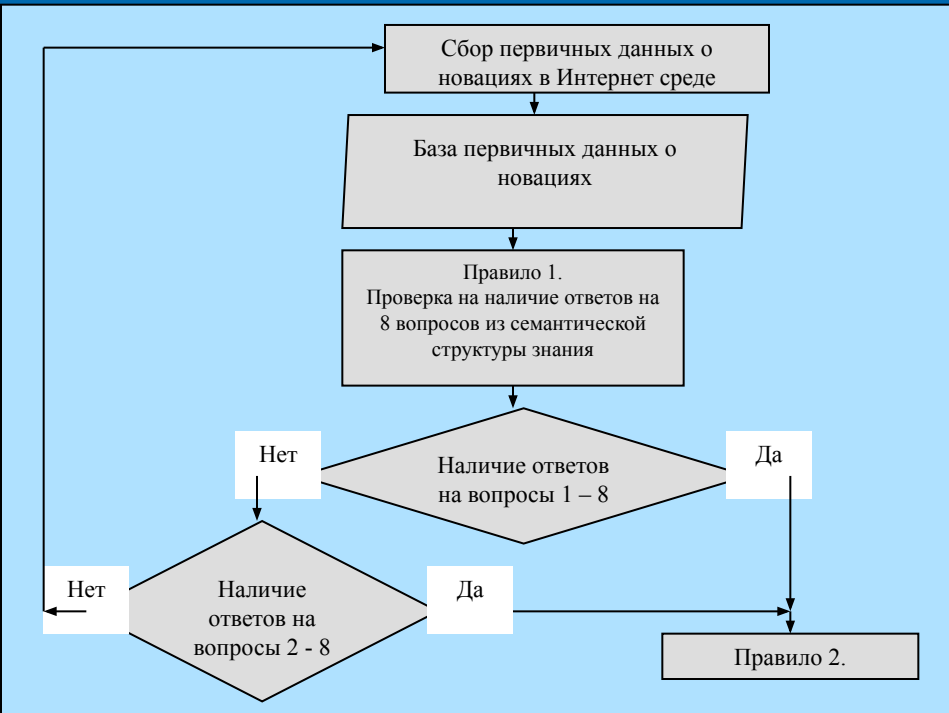 Сбор первичных данных о
новациях в Интернет среде
База первичных данных о
новациях
Правило 1.
Проверка на наличие ответов на
8 вопросов из семантической
структуры знания
Нет
Наличие ответов
на вопросы 1 – 8
Да
Нет
Наличие
ответов на
вопросы 2 - 8
Да
Правило 2.